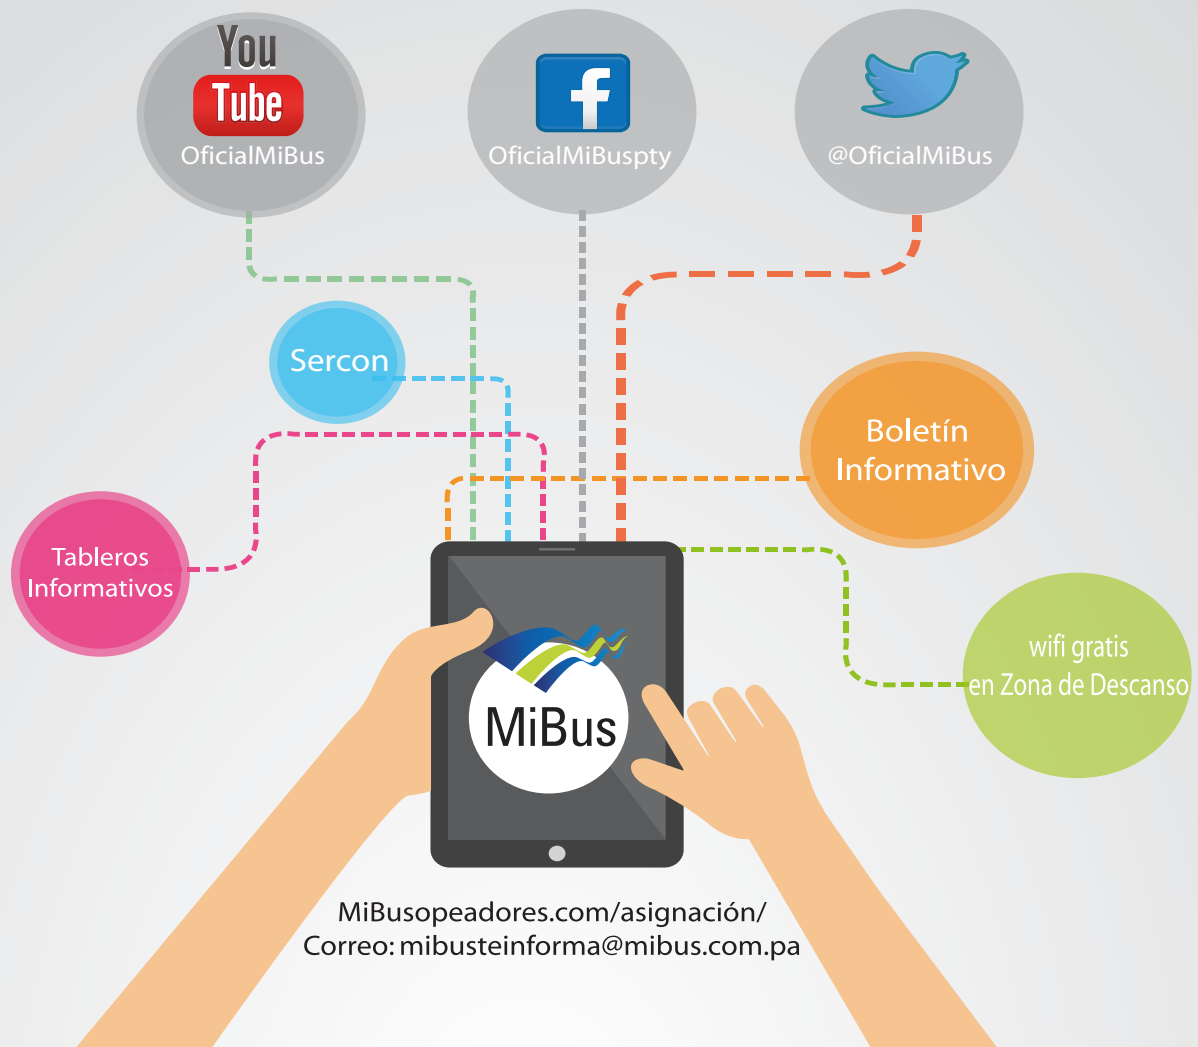 You
Tube
OficialMiBus
f
OficialMiBuspty
@OficialMiBus
Sercon
Boletín
Informativo
Tableros
Informativos
wifi gratis
en Zona de Descanso
MiBus
MiBusopeadores.com/asignación/
Correo: mibusteinforma@mibus.com.pa